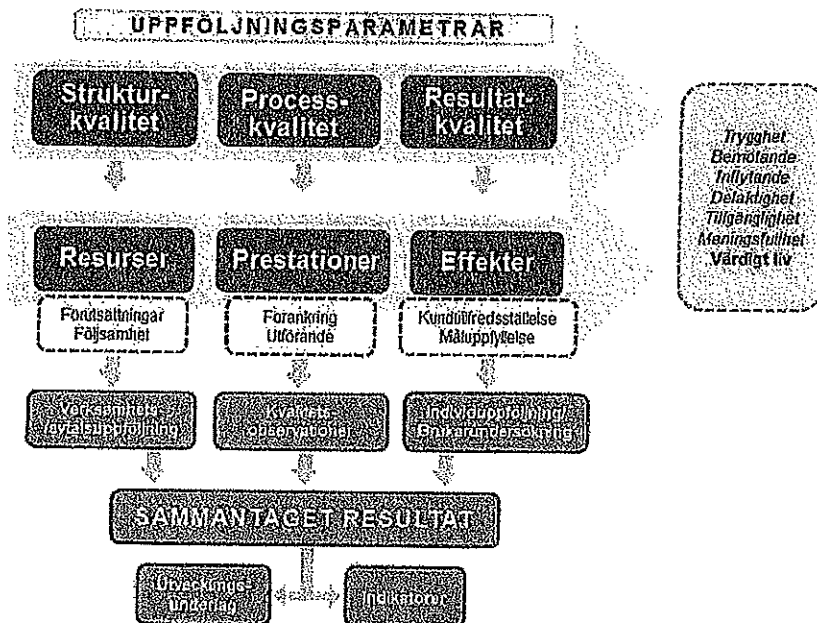 UPPFÖLJNINGSPARAMETRAR
Struktur-
kvalitet
Process-
kvalitet
Resultat-
kvalitet
Trygghet
Bemötande
Inflytande
Delaktighet
Tillgänglighet
Meningsfullhet
Värdigt liv
Resurser
Prestationer
Effekter
Förutsättningar
Följsamhet
Förankring
Utförande
Kundtillfredsställelse
Måluppfyllelse
Verksamhets-
/avtalsuppföljning
Kvalitets-
observationer
Individuppföljning/
Brukarundersökning
SAMMANTAGET RESULTAT
Utvecklings-
underlag
Indikatorer